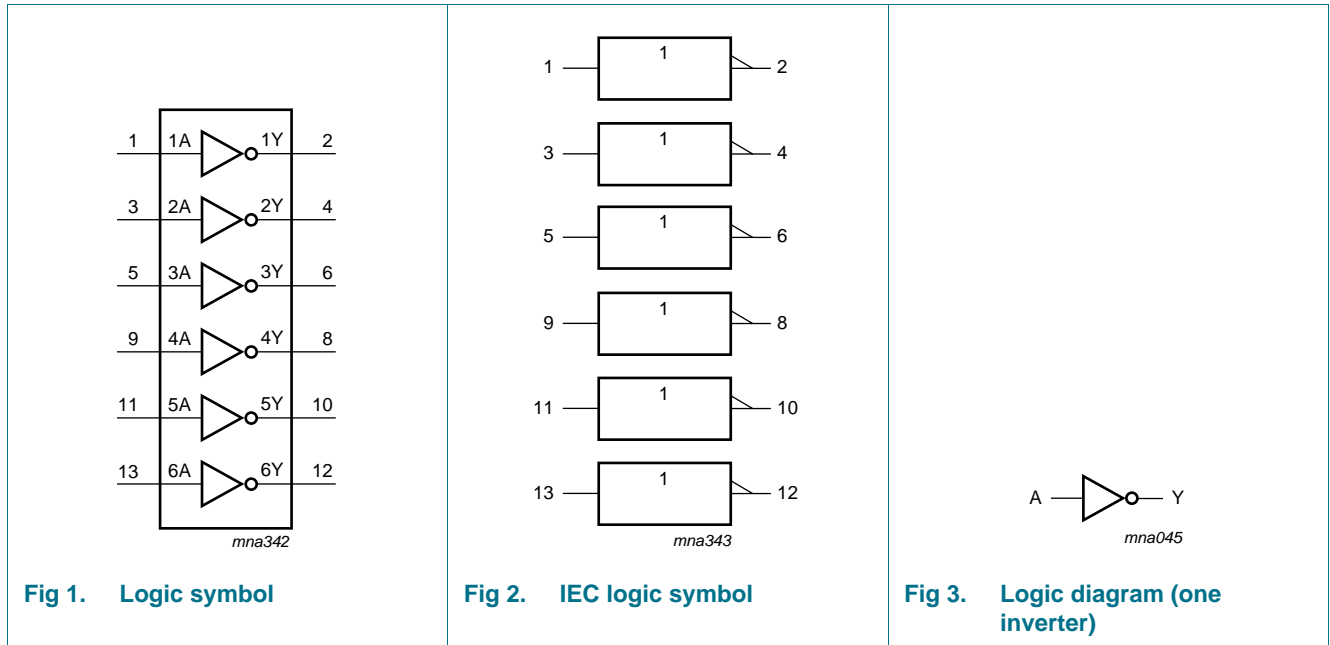 1 1A 1Y 2
3 2A 2Y 4
5 3A 3Y 6
9 4A 4Y 8
11 5A 5Y 10
13 6A 6Y 12
mna342
Fig 1. Logic symbol
1 1 2
3 1 4
5 1 6
9 1 8
11 1 10
13 1 12
mna343
Fig 2. IEC logic symbol
A Y
mna045
Fig 3. Logic diagram (one
inverter)